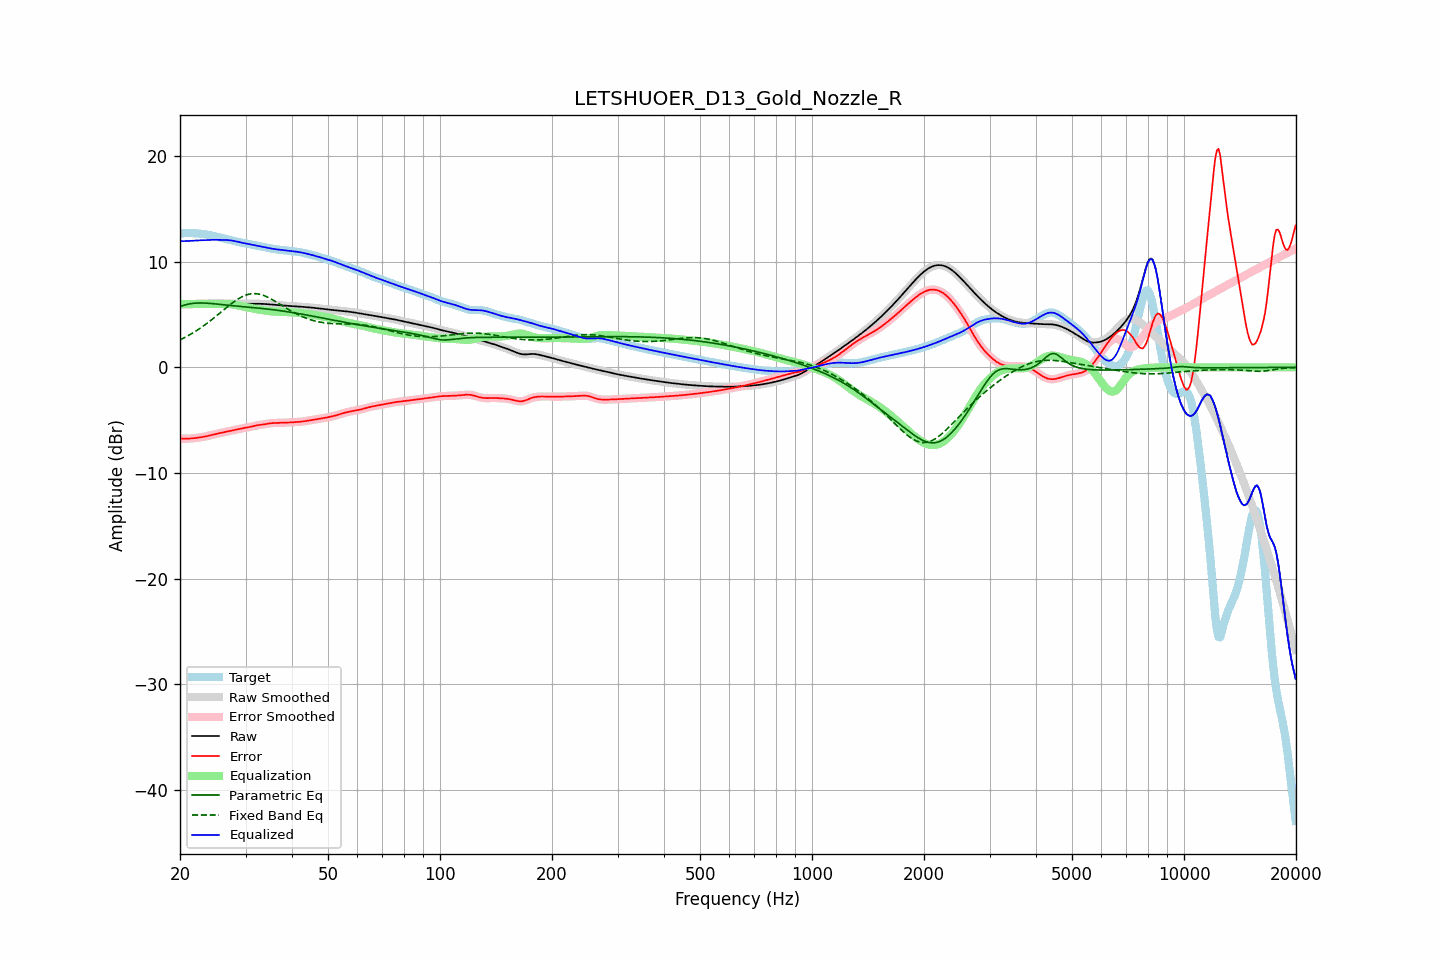 LETSHUOER_D13_Gold_Nozzle_R
20
10
0
−10
−20
−30
−40
Amplitude (dBr)
Target
Raw Smoothed
Error Smoothed
Raw
Error
Equalization
Parametric Eq
Fixed Band Eq
Equalized
20 50 100 200 500 1000 2000 5000 10000 20000
Frequency (Hz)